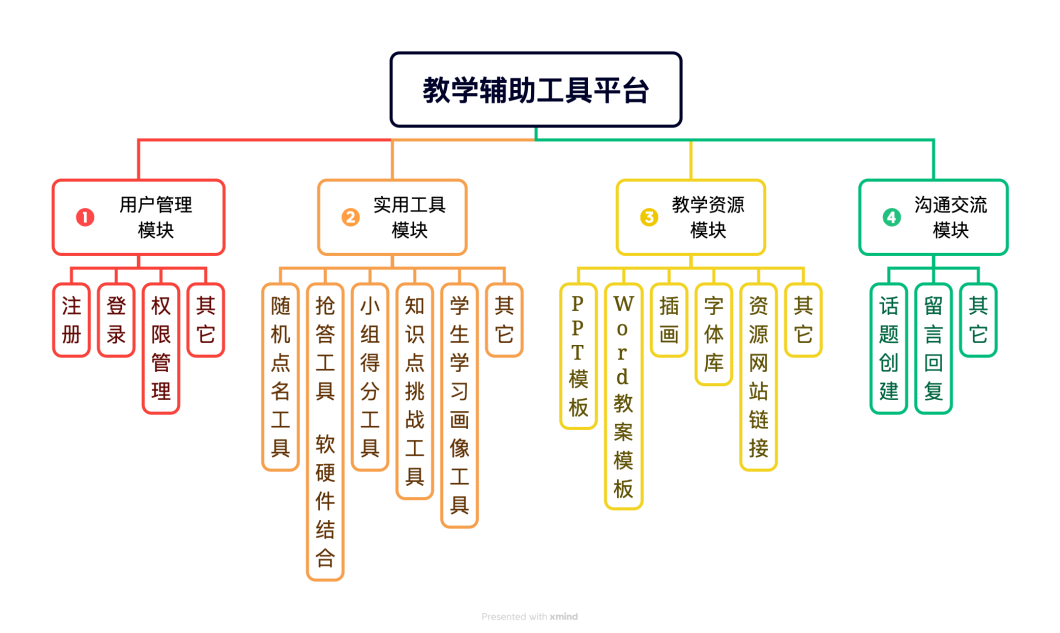 教学辅助工具平台
1
用户管理
模块
2
实用工具
模块
3
教学资源
模块
4
沟通交流
模块
注册
登录
权限管理
其它
随机点名工具
抢答工具 软硬件结合
小组得分工具
知识点挑战工具
学生学习画像工具
其它
PPT模板
Word教案模板
插画
字体库
资源网站链接
其它
话题创建
留言回复
其它
Presented with xmind